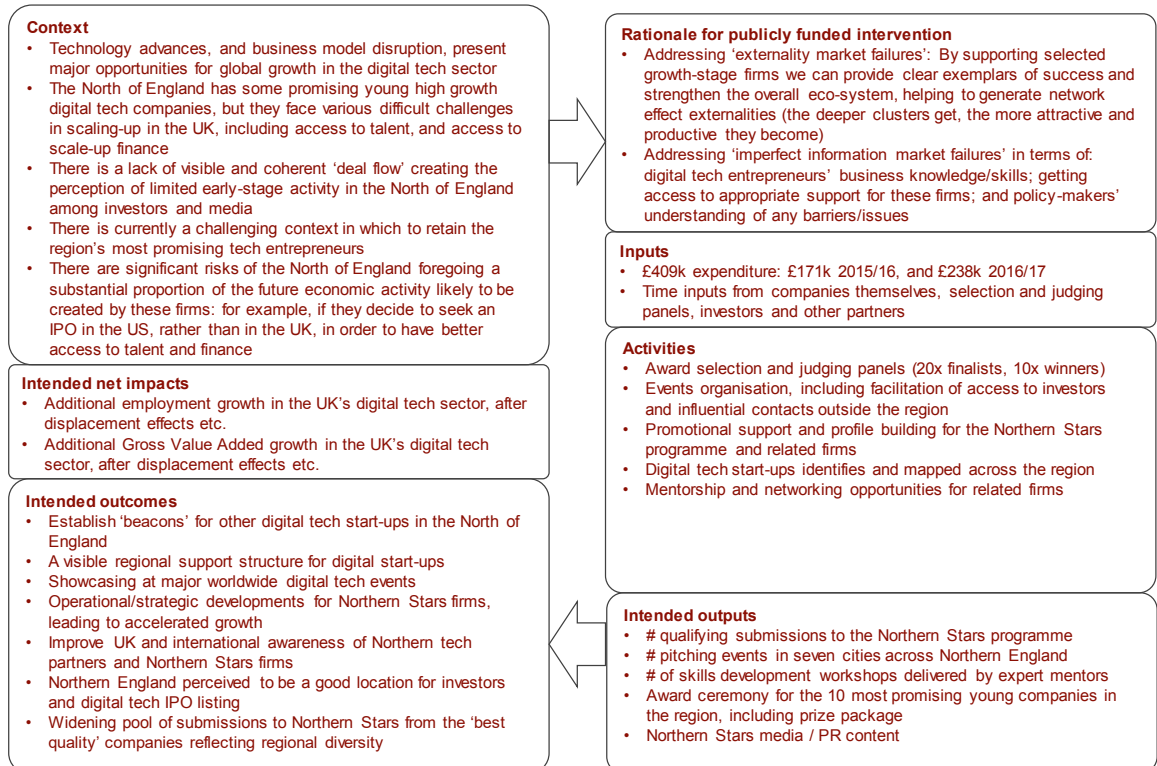 Context
• Technology advances, and business model disruption, present
major opportunities for global growth in the digital tech sector
• The North of England has some promising young high growth
digital tech companies, but they face various difficult challenges
in scaling-up in the UK, including access to talent, and access to
scale-up finance
• There is a lack of visible and coherent ‘deal flow’ creating the
perception of limited early-stage activity in the North of England
among investors and media
• There is currently a challenging context in which to retain the
region’s most promising tech entrepreneurs
• There are significant risks of the North of England foregoing a
substantial proportion of the future economic activity likely to be
created by these firms: for example, if they decide to seek an
IPO in the US, rather than in the UK, in order to have better
access to talent and finance
Rationale for publicly funded intervention
• Addressing ‘externality market failures’: By supporting selected
growth-stage firms we can provide clear exemplars of success and
strengthen the overall eco-system, helping to generate network
effect externalities (the deeper clusters get, the more attractive and
productive they become)
• Addressing ‘imperfect information market failures’ in terms of:
digital tech entrepreneurs’ business knowledge/skills; getting
access to appropriate support for these firms; and policy-makers’
understanding of any barriers/issues
Inputs
• £409k expenditure: £171k 2015/16, and £238k 2016/17
• Time inputs from companies themselves, selection and judging
panels, investors and other partners
Activities
• Award selection and judging panels (20x finalists, 10x winners)
• Events organisation, including facilitation of access to investors
and influential contacts outside the region
• Promotional support and profile building for the Northern Stars
programme and related firms
• Digital tech start-ups identifies and mapped across the region
• Mentorship and networking opportunities for related firms
Intended outputs
• # qualifying submissions to the Northern Stars programme
• # pitching events in seven cities across Northern England
• # of skills development workshops delivered by expert mentors
• Award ceremony for the 10 most promising young companies in
the region, including prize package
• Northern Stars media / PR content
Intended outcomes
• Establish ‘beacons’ for other digital tech start-ups in the North of
England
• A visible regional support structure for digital start-ups
• Showcasing at major worldwide digital tech events
• Operational/strategic developments for Northern Stars firms,
leading to accelerated growth
• Improve UK and international awareness of Northern tech
partners and Northern Stars firms
• Northern England perceived to be a good location for investors
and digital tech IPO listing
• Widening pool of submissions to Northern Stars from the ‘best
quality’ companies reflecting regional diversity
Intended net impacts
• Additional employment growth in the UK’s digital tech sector, after
displacement effects etc.
• Additional Gross Value Added growth in the UK’s digital tech
sector, after displacement effects etc.